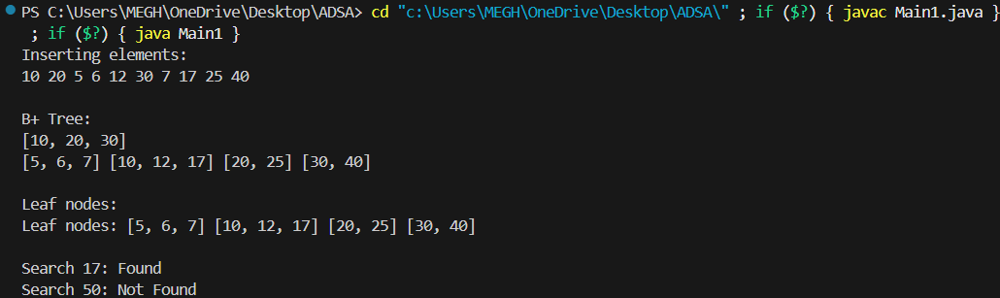 PS C:\Users\MEGH\OneDrive\Desktop\ADSA> cd "c:\Users\MEGH\OneDrive\Desktop\ADSA\" ; if ($?) { javac Main1.java }
; if ($?) { java Main1 }
Inserting elements:
10 20 5 6 12 30 7 17 25 40
B+ Tree:
[10, 20, 30]
[5, 6, 7] [10, 12, 17] [20, 25] [30, 40]
Leaf nodes:
Leaf nodes: [5, 6, 7] [10, 12, 17] [20, 25] [30, 40]
Search 17: Found
Search 50: Not Found